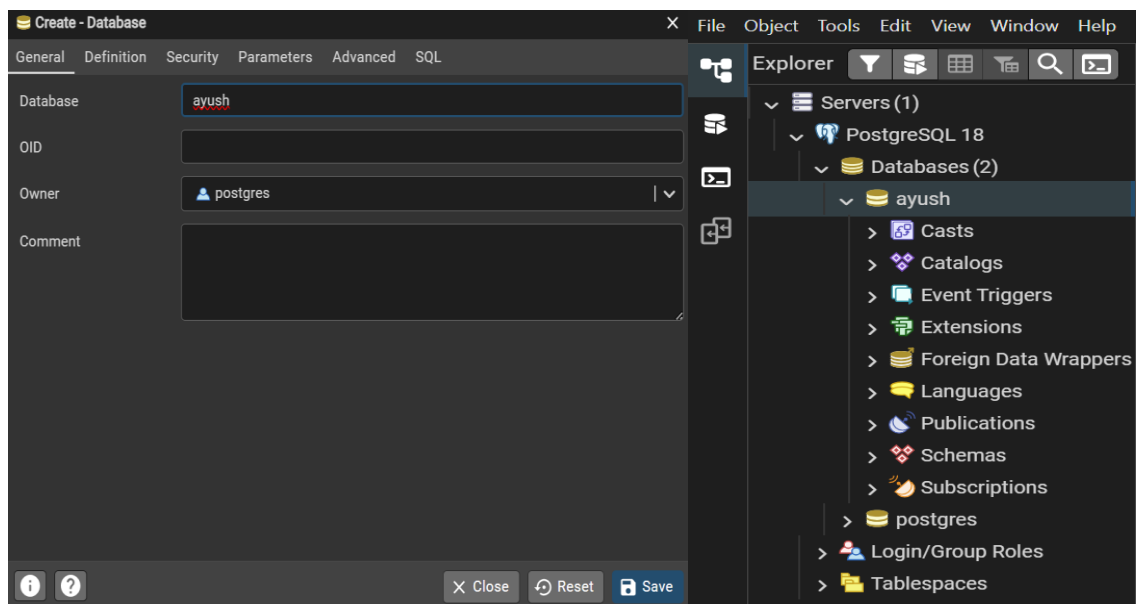 Create - Database
General Definition Security Parameters Advanced SQL
Database ayush
OID
Owner postgres
Comment
Close Reset Save
File Object Tools Edit View Window Help
Explorer
Servers (1)
PostgreSQL 18
Databases (2)
ayush
Casts
Catalogs
Event Triggers
Extensions
Foreign Data Wrappers
Languages
Publications
Schemas
Subscriptions
postgres
Login/Group Roles
Tablespaces